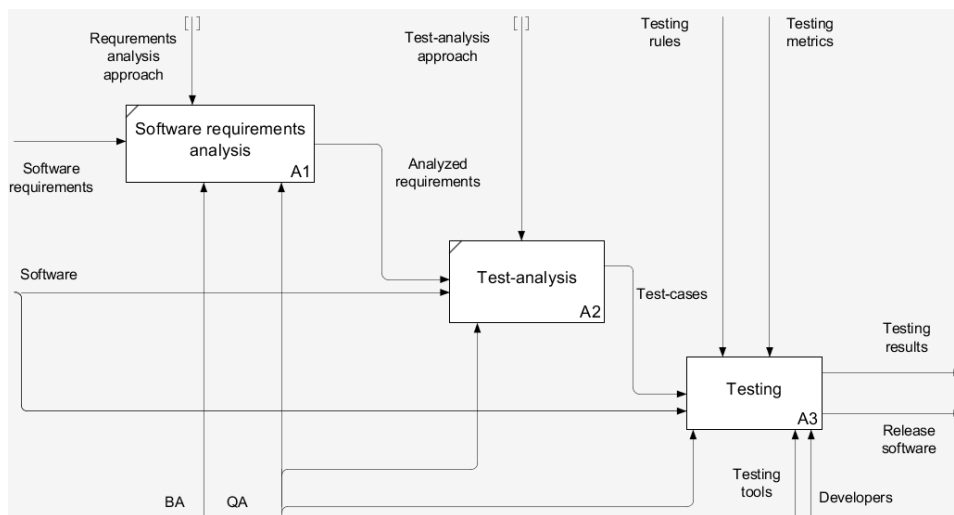 Requrements
analysis
approach
Test-analysis
approach
Testing
rules
Testing
metrics
Software requirements
analysis
A1
Software
requirements
Analyzed
requirements
Software
Test-analysis
A2
Test-cases
Testing
results
Testing
A3
Release
software
Testing
tools
BA
QA
Developers